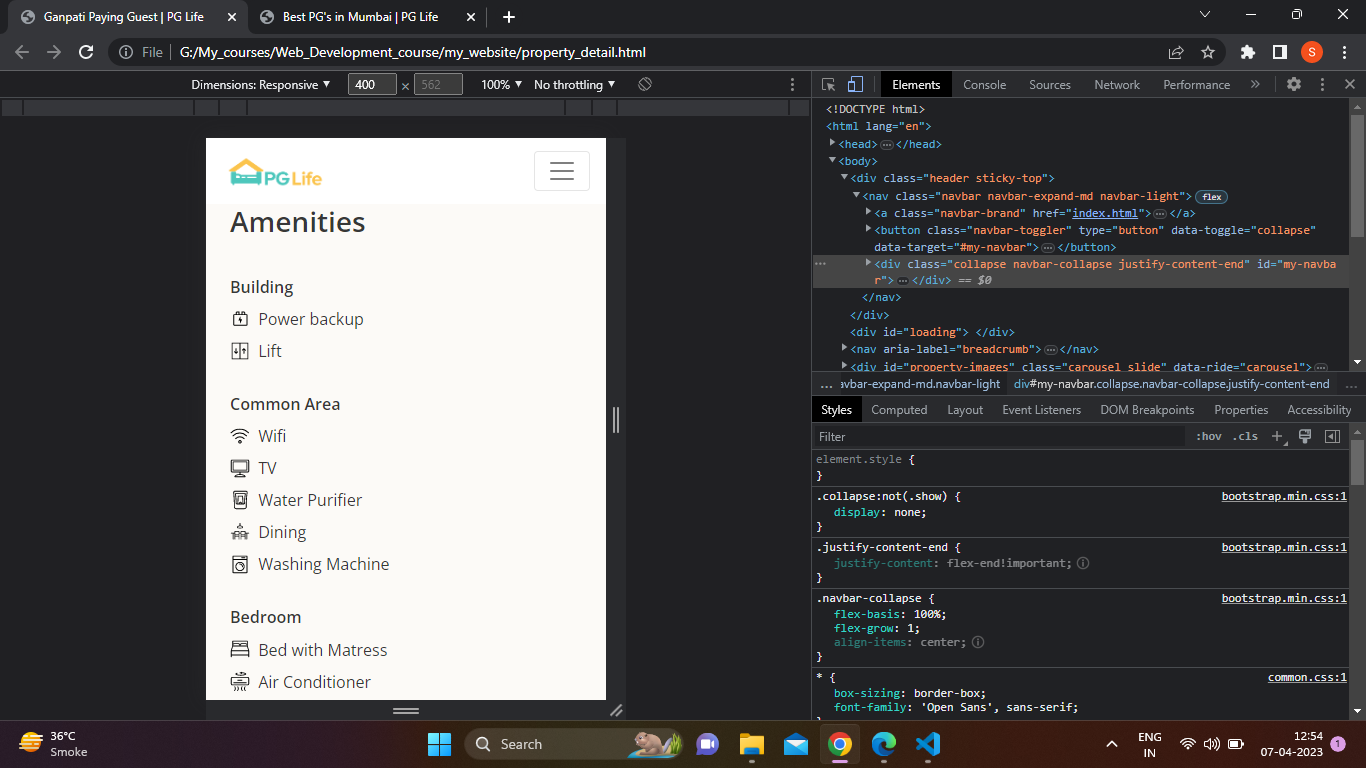 Ganpati Paying Guest | PG Life
Best PG's in Mumbai | PG Life
File
G:/My_courses/Web_Development_course/my_website/property_detail.html
S
Dimensions: Responsive
400
×
562
100%
No throttling
PG Life
Amenities
Building
Power backup
Lift
Common Area
Wifi
TV
Water Purifier
Dining
Washing Machine
Bedroom
Bed with Matress
Air Conditioner
Elements
Console
Sources
Network
Performance
»
<!DOCTYPE html>
<html lang="en">
<head>…</head>
<body>
<div class="header sticky-top">
<nav class="navbar navbar-expand-md navbar-light"> flex
<a class="navbar-brand" href="index.html">…</a>
<button class="navbar-toggler" type="button" data-toggle="collapse"
data-target="#my-navbar">…</button>
<div class="collapse navbar-collapse justify-content-end" id="my-navba
r">…</div> == $0
</nav>
</div>
<div id="loading"> </div>
<nav aria-label="breadcrumb">…</nav>
<div id="property-images" class="carousel slide" data-ride="carousel">…
… avbar-expand-md.navbar-light
div#my-navbar.collapse.navbar-collapse.justify-content-end
…
Styles
Computed
Layout
Event Listeners
DOM Breakpoints
Properties
Accessibility
Filter
:hov
.cls
+
element.style {
}
.collapse:not(.show) {
bootstrap.min.css:1
display: none;
}
.justify-content-end {
bootstrap.min.css:1
justify-content: flex-end!important;
}
.navbar-collapse {
bootstrap.min.css:1
flex-basis: 100%;
flex-grow: 1;
align-items: center;
}
* {
common.css:1
box-sizing: border-box;
font-family: 'Open Sans', sans-serif;
36°C
Smoke
Search
ENG
IN
12:54
07-04-2023
1